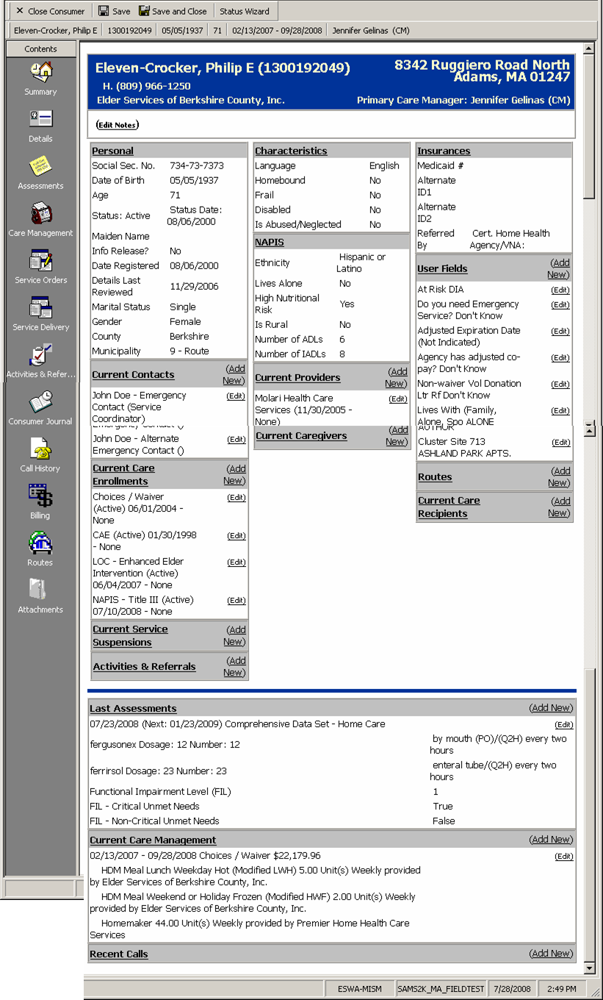 Close Consumer Save Save and Close Status Wizard
Eleven-Crocker, Philip E 1300192049 05/05/1937 71 02/13/2007 - 09/28/2008 Jennifer Gelinas (CM)
Contents
Summary
Details
Assessments
Care Management
Service Orders
Service Delivery
Activities & Refer...
Consumer Journal
Call History
Billing
Routes
Attachments
Eleven-Crocker, Philip E (1300192049)
H. (809) 966-1250
Elder Services of Berkshire County, Inc.
8342 Ruggiero Road North
Adams, MA 01247
Primary Care Manager: Jennifer Gelinas (CM)
(Edit Notes)
Personal
Social Sec. No. 734-73-7373
Date of Birth 05/05/1937
Age 71
Status: Active Status Date:
08/06/2000
Maiden Name
Info Release? No
Date Registered 08/06/2000
Details Last
Reviewed 11/29/2006
Marital Status Single
Gender Female
County Berkshire
Municipality 9 - Route
Current Contacts (Add
New)
John Doe - Emergency (Edit)
Contact (Service
Coordinator)
Emergency Contact ()
John Doe - Alternate (Edit)
Emergency Contact ()
Current Care (Add
Enrollments New)
Choices / Waiver (Edit)
(Active) 06/01/2004 -
None
CAE (Active) 01/30/1998 (Edit)
- None
LOC - Enhanced Elder (Edit)
Intervention (Active)
06/04/2007 - None
NAPIS - Title III (Active) (Edit)
07/10/2008 - None
Current Service (Add
Suspensions New)
Activities & Referrals (Add
New)
Characteristics
Language English
Homebound No
Frail No
Disabled No
Is Abused/Neglected No
NAPIS
Ethnicity Hispanic or
Latino
Lives Alone No
High Nutritional
Risk Yes
Is Rural No
Number of ADLs 6
Number of IADLs 8
Current Providers (Add
New)
Molari Health Care (Edit)
Services (11/30/2005 -
None)
Current Caregivers (Add
New)
Insurances
Medicaid #
Alternate
ID1
Alternate
ID2
Referred Cert. Home Health
By Agency/VNA:
User Fields (Add
New)
At Risk DIA (Edit)
Do you need Emergency (Edit)
Service? Don't Know
Adjusted Expiration Date (Edit)
(Not Indicated)
Agency has adjusted co- (Edit)
pay? Don't Know
Non-waiver Vol Donation (Edit)
Ltr Rf Don't Know
Lives With (Family, (Edit)
Alone, Spo ALONE
AUTHOR
Cluster Site 713 (Edit)
ASHLAND PARK APTS.
Routes (Add
New)
Current Care (Add
Recipients New)
Last Assessments (Add New)
07/23/2008 (Next: 01/23/2009) Comprehensive Data Set - Home Care (Edit)
fergusonex Dosage: 12 Number: 12 by mouth (PO)/(Q2H) every two
hours
ferrirsol Dosage: 23 Number: 23 enteral tube/(Q2H) every two
hours
Functional Impairment Level (FIL) 1
FIL - Critical Unmet Needs True
FIL - Non-Critical Unmet Needs False
Current Care Management (Add New)
02/13/2007 - 09/28/2008 Choices / Waiver $22,179.96 (Edit)
HDM Meal Lunch Weekday Hot (Modified LWH) 5.00 Unit(s) Weekly provided
by Elder Services of Berkshire County, Inc.
HDM Meal Weekend or Holiday Frozen (Modified HWF) 2.00 Unit(s) Weekly
provided by Elder Services of Berkshire County, Inc.
Homemaker 44.00 Unit(s) Weekly provided by Premier Home Health Care
Services
Recent Calls (Add New)
ESWA-MISM SAMS2K_MA_FIELDTEST 7/28/2008 2:49 PM